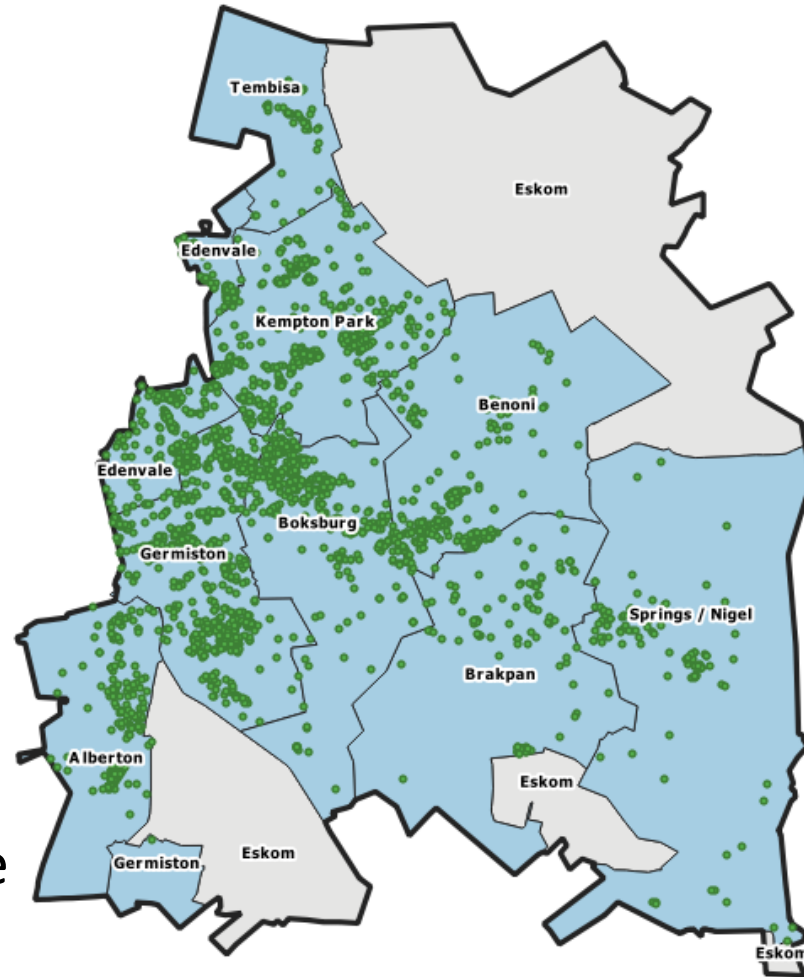 Tembisa
Eskom
Edenvale
Kempton Park
Benoni
Edenvale
Boksburg
Germiston
Springs / Nigel
Brakpan
Alberton
Eskom
Germiston
Eskom
e
Eskom